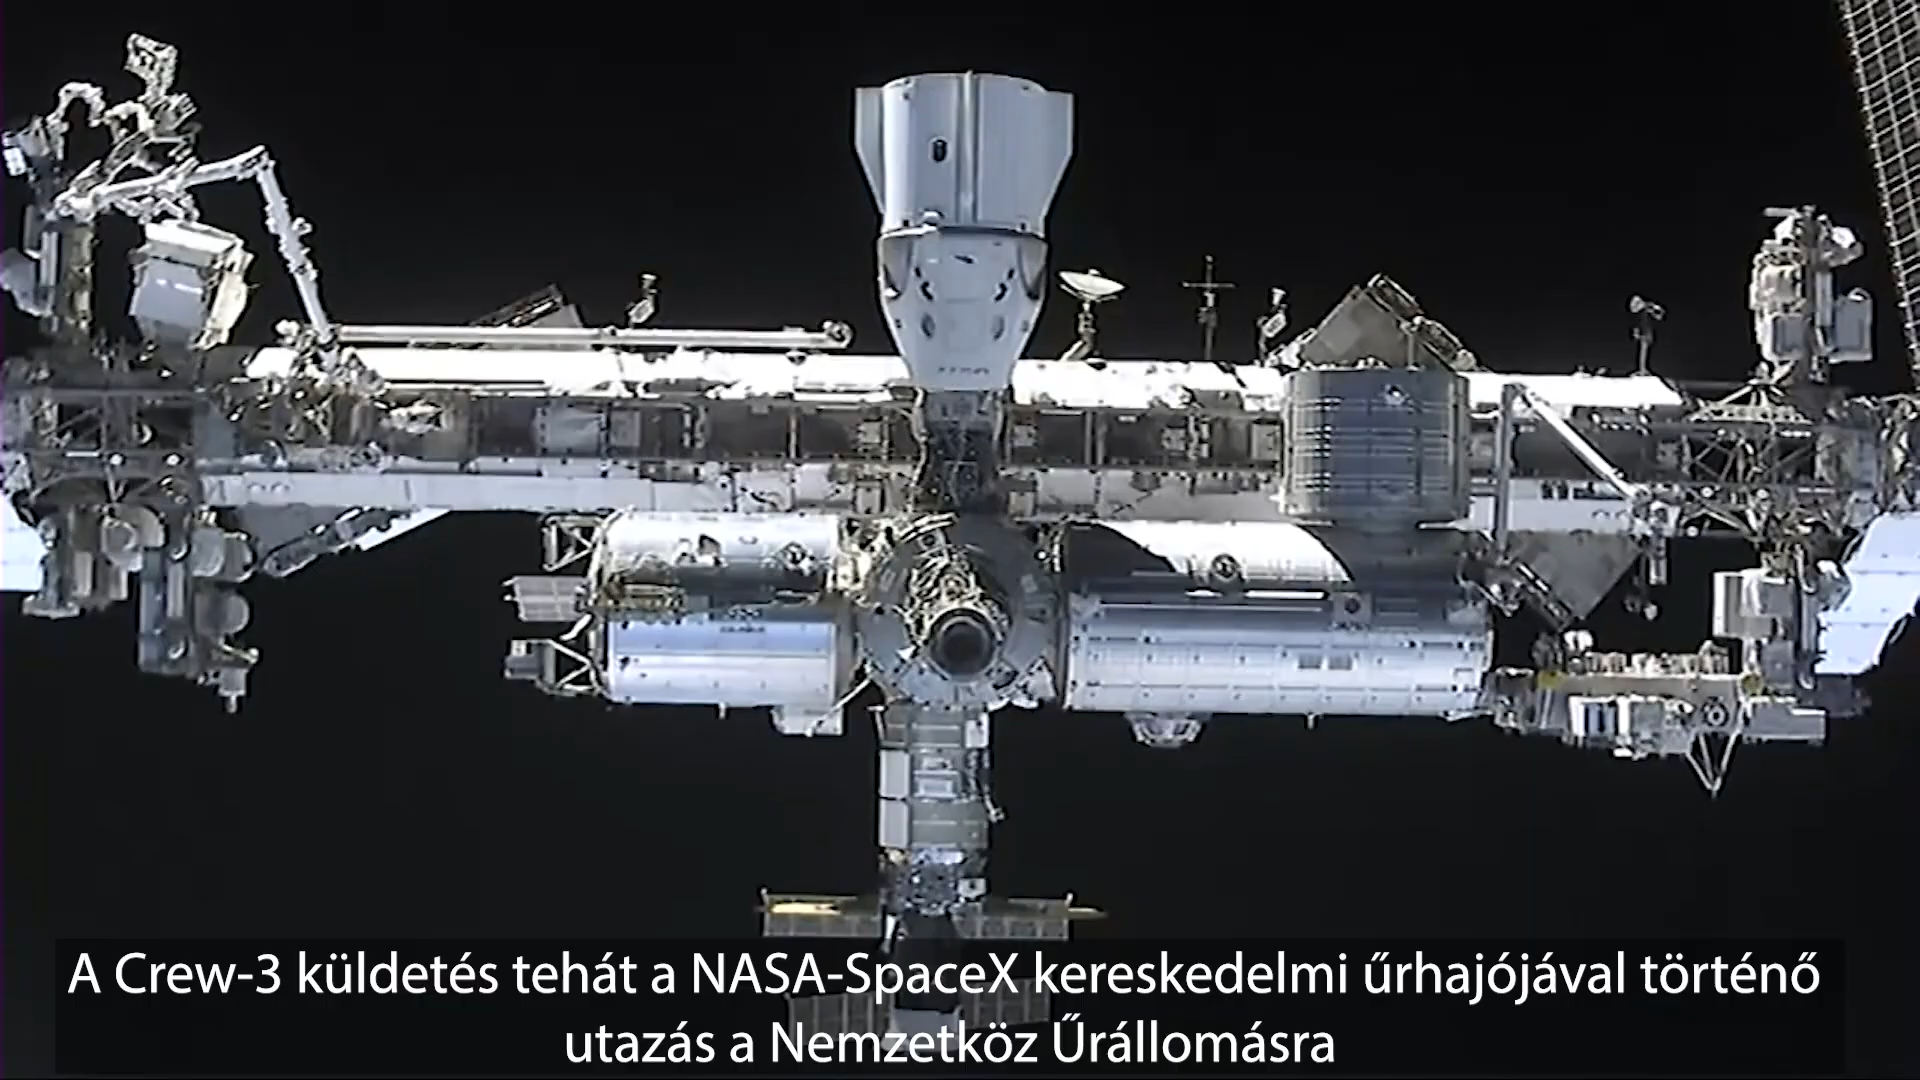 A Crew-3 küldetés tehát a NASA-SpaceX kereskedelmi űrhajójával történő
utazás a Nemzetköz Űrállomásra